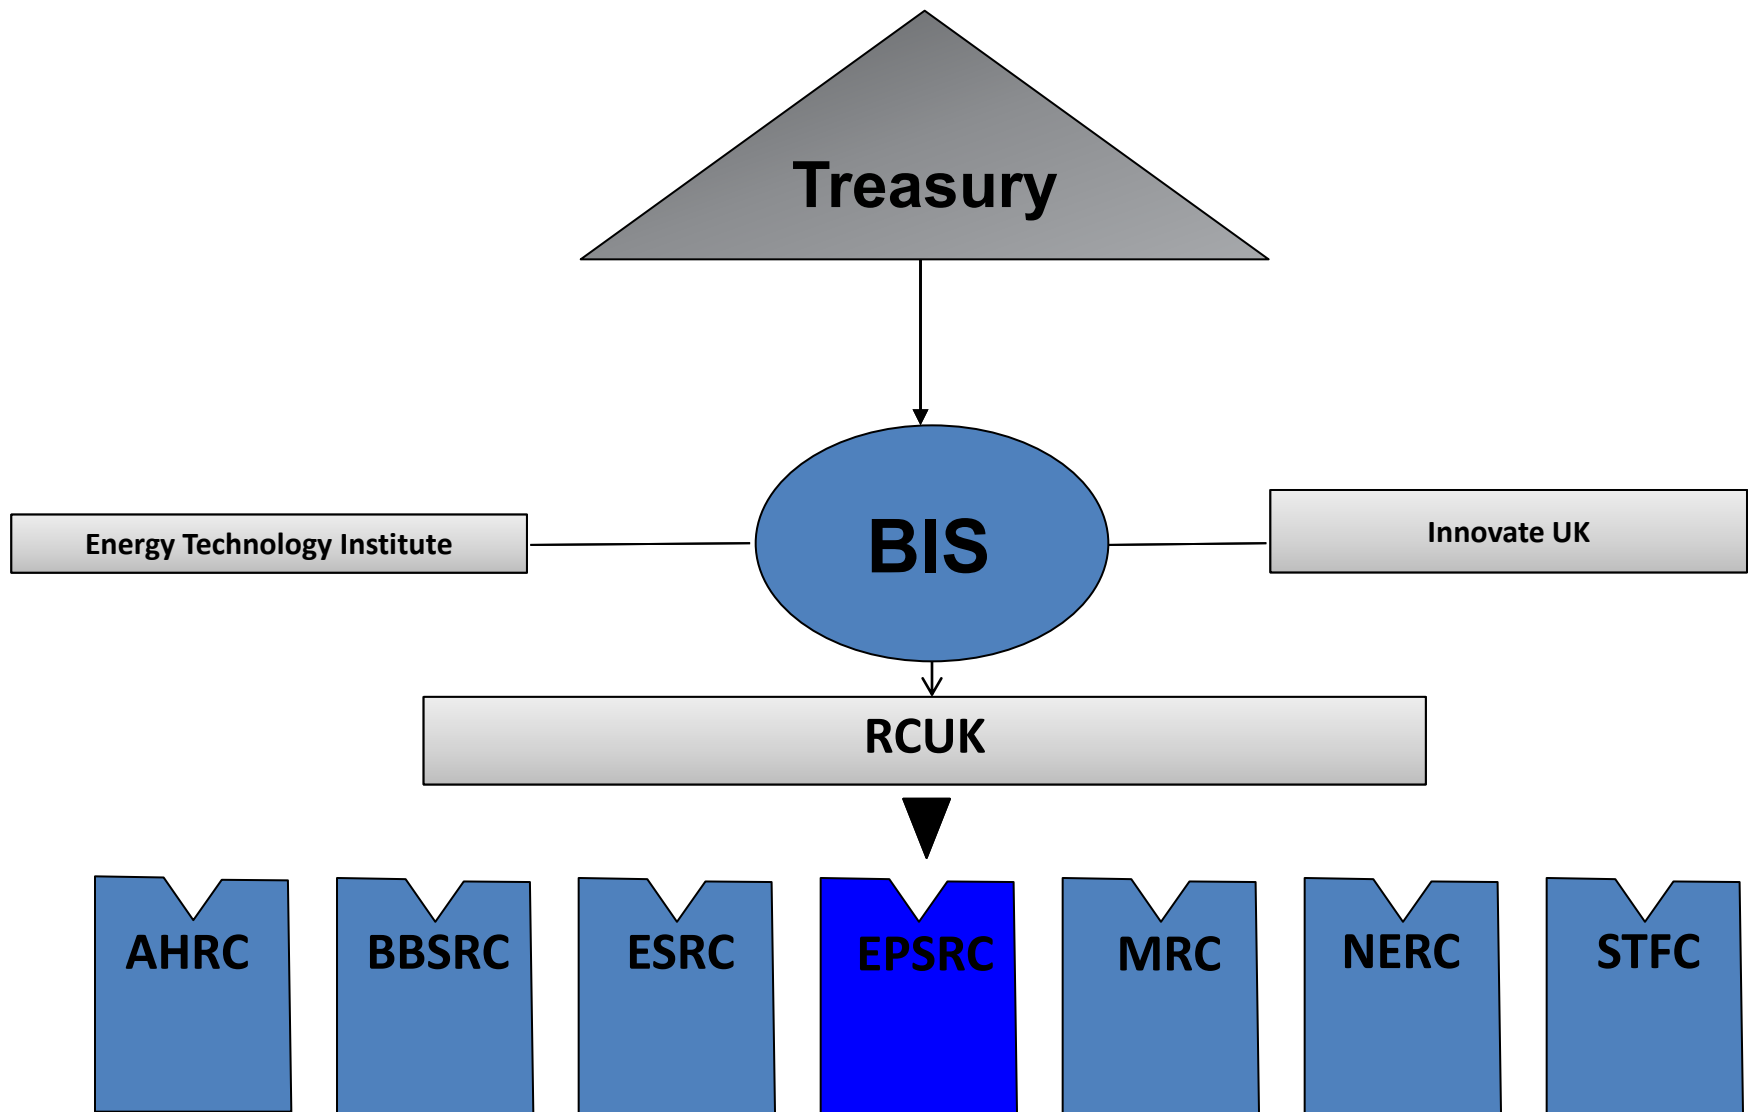 Treasury
Energy Technology Institute
BIS
Innovate UK
RCUK
AHRC
BBSRC
ESRC
EPSRC
MRC
NERC
STFC